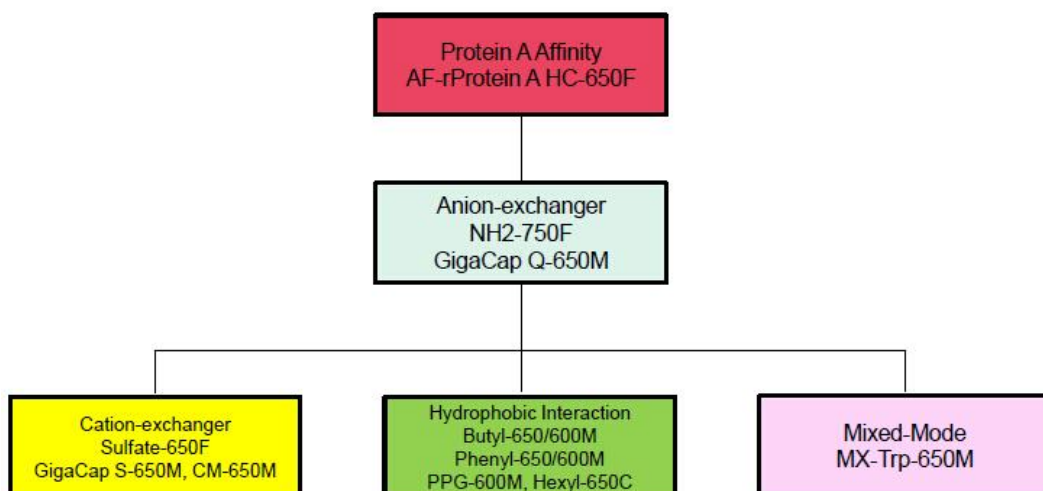 Protein A Affinity
AF-rProtein A HC-650F
Anion-exchanger
NH2-750F
GigaCap Q-650M
Cation-exchanger
Sulfate-650F
GigaCap S-650M, CM-650M
Hydrophobic Interaction
Butyl-650/600M
Phenyl-650/600M
PPG-600M, Hexyl-650C
Mixed-Mode
MX-Trp-650M